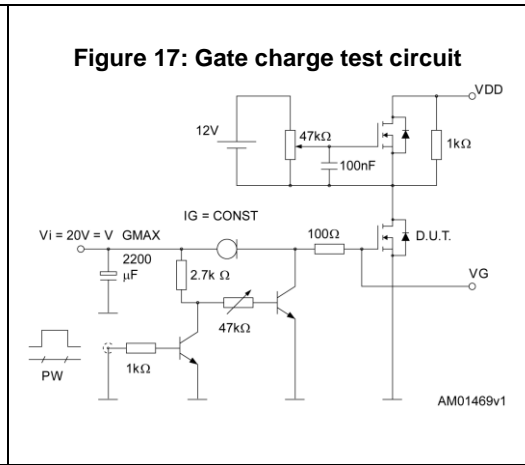 Figure 17: Gate charge test circuit
VDD
12V
47kΩ
1kΩ
100nF
IG = CONST
Vi = 20V = V GMAX
100Ω
D.U.T.
2200
μF
2.7k Ω
VG
47kΩ
1kΩ
PW
AM01469v1